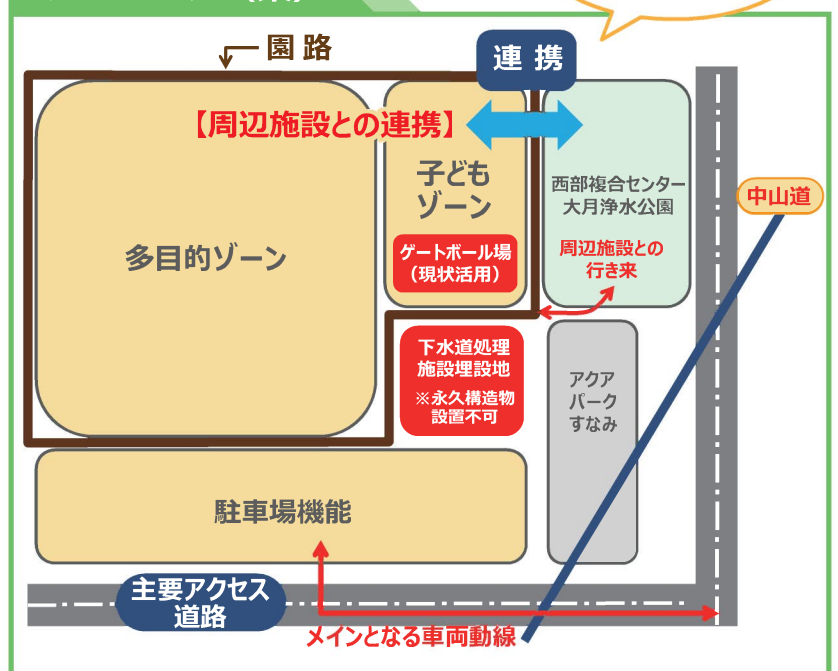 園路
連携
【周辺施設との連携】
子ども
ゾーン
西部複合センター
大月浄水公園
中山道
多目的ゾーン
ゲートボール場
（現状活用）
周辺施設との
行き来
下水道処理
施設埋設地
※永久構造物
設置不可
アクア
パーク
すなみ
駐車場機能
主要アクセス
道路
メインとなる車両動線